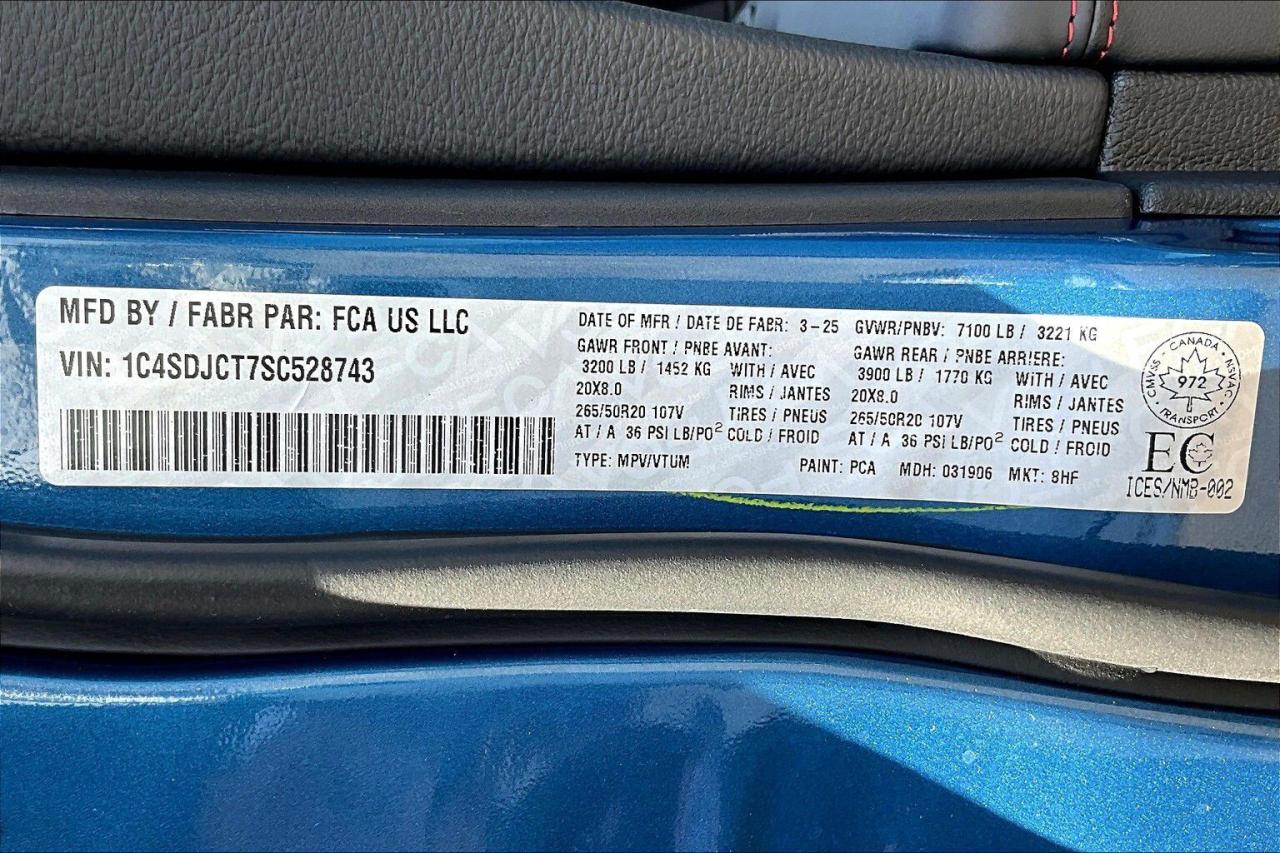 MFD BY / FABR PAR: FCA US LLC
VIN: 1C4SDJCT7SC528743
DATE OF MFR / DATE DE FABR: 3-25
GVWR/PNBV: 7100 LB / 3221 KG
GAWR FRONT / PNBE AVANT:
3200 LB / 1452 KG WITH / AVEC
20X8.0 RIMS / JANTES
265/50R20 107V TIRES / PNEUS
AT / A 36 PSI LB/PO² COLD / FROID
GAWR REAR / PNBE ARRIERE:
3900 LB / 1770 KG WITH / AVEC
20X8.0 RIMS / JANTES
265/50R20 107V TIRES / PNEUS
AT / A 36 PSI LB/PO² COLD / FROID
TYPE: MPV/VTUM PAINT: PCA MDH: 031906 MKT: 8HF
CANADA
CMVSS 972 NSVAC
TRANSPORT
EC
ICES/NMB-002